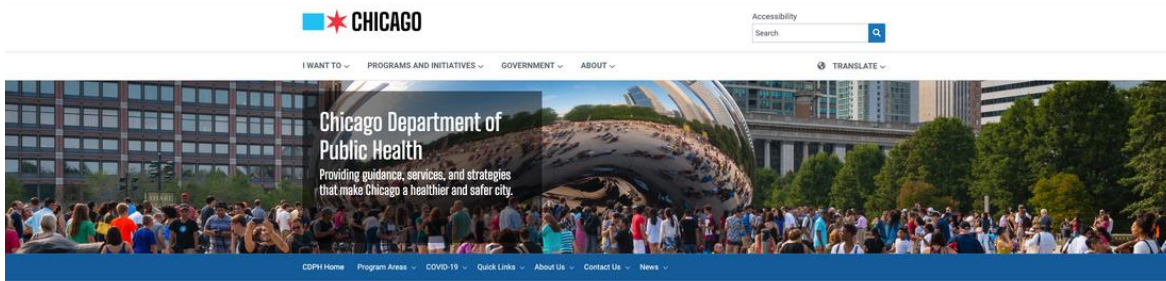 CHICAGO
Accessibility
Search
I WANT TO
PROGRAMS AND INITIATIVES
GOVERNMENT
ABOUT
TRANSLATE
Chicago Department of
Public Health
Providing guidance, services, and strategies
that make Chicago a healthier and safer city.
CDPH Home
Program Areas
COVID-19
Quick Links
About Us
Contact Us
News